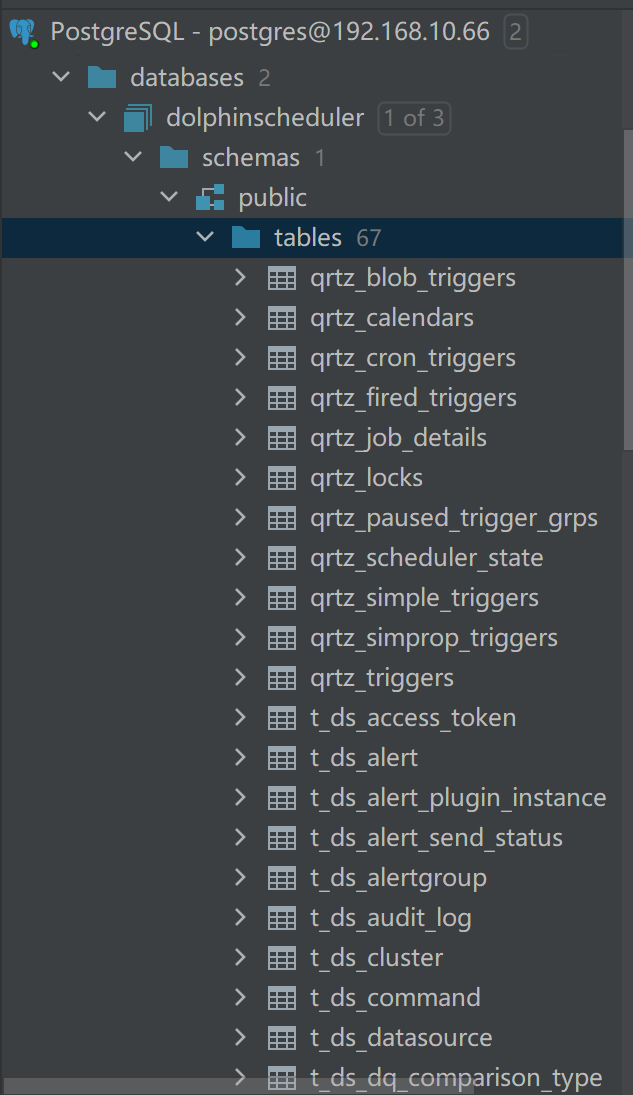 PostgreSQL - postgres@192.168.10.66 2
databases 2
dolphinscheduler 1 of 3
schemas 1
public
tables 67
qrtz_blob_triggers
qrtz_calendars
qrtz_cron_triggers
qrtz_fired_triggers
qrtz_job_details
qrtz_locks
qrtz_paused_trigger_grps
qrtz_scheduler_state
qrtz_simple_triggers
qrtz_simprop_triggers
qrtz_triggers
t_ds_access_token
t_ds_alert
t_ds_alert_plugin_instance
t_ds_alert_send_status
t_ds_alertgroup
t_ds_audit_log
t_ds_cluster
t_ds_command
t_ds_datasource
t_ds_dq_comparison_type